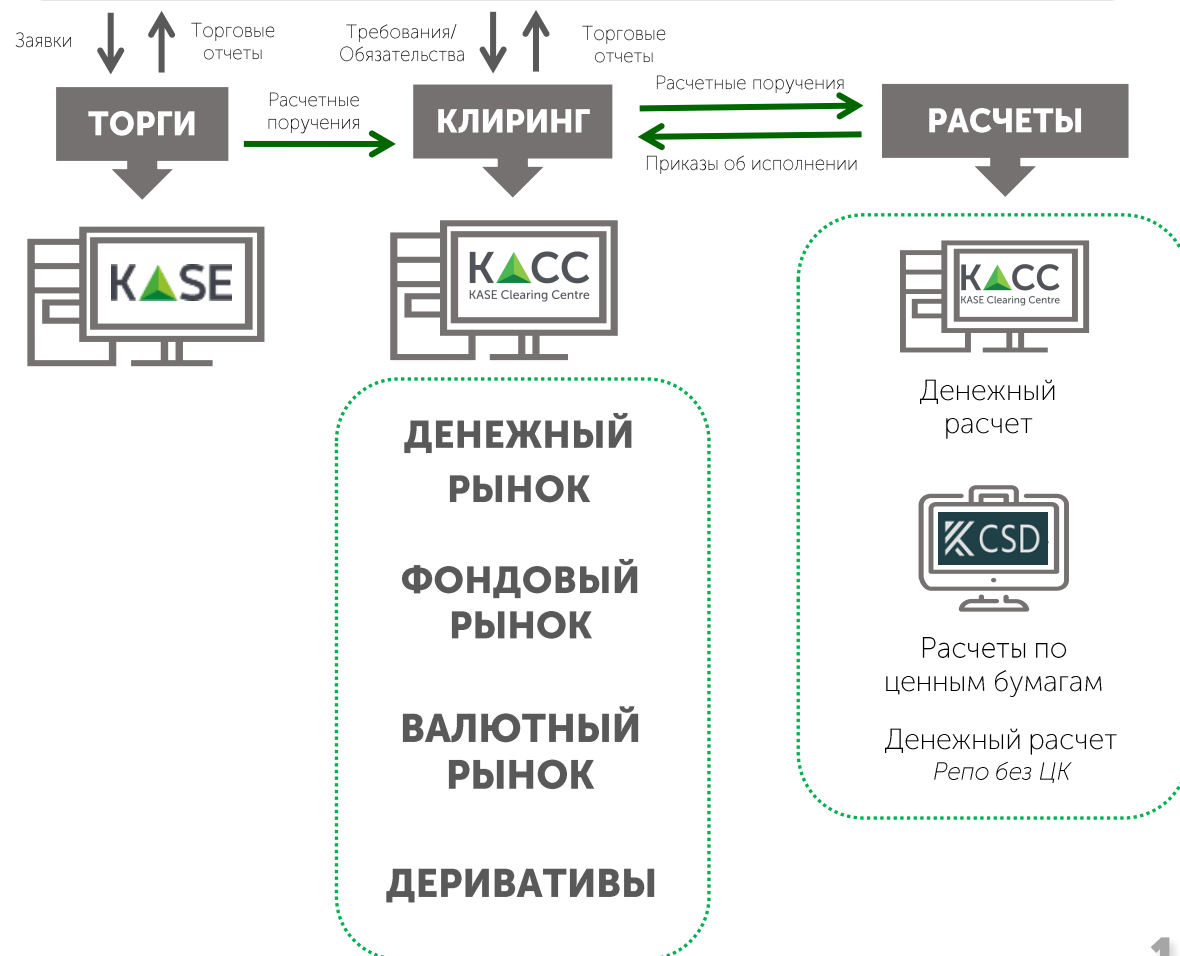 Заявки
Торговые
отчеты
Требования/
Обязательства
Торговые
отчеты
ТОРГИ
Расчетные
поручения
КЛИРИНГ
Расчетные поручения
Приказы об исполнении
РАСЧЕТЫ
KASE
KACC
KASE Clearing Centre
ДЕНЕЖНЫЙ
РЫНОК
ФОНДОВЫЙ
РЫНОК
ВАЛЮТНЫЙ
РЫНОК
ДЕРИВАТИВЫ
KACC
KASE Clearing Centre
Денежный
расчет
CSD
Расчеты по
ценным бумагам
Денежный расчет
Репо без ЦК